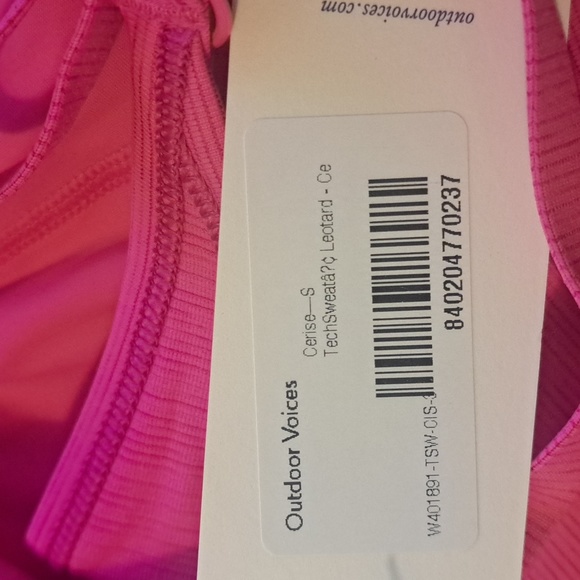 outdoorvoices.com
Outdoor Voices
Cerise—S
TechSweatâ?¢ Leotard - Ce
840204770237
W401891-TSW-CIS-